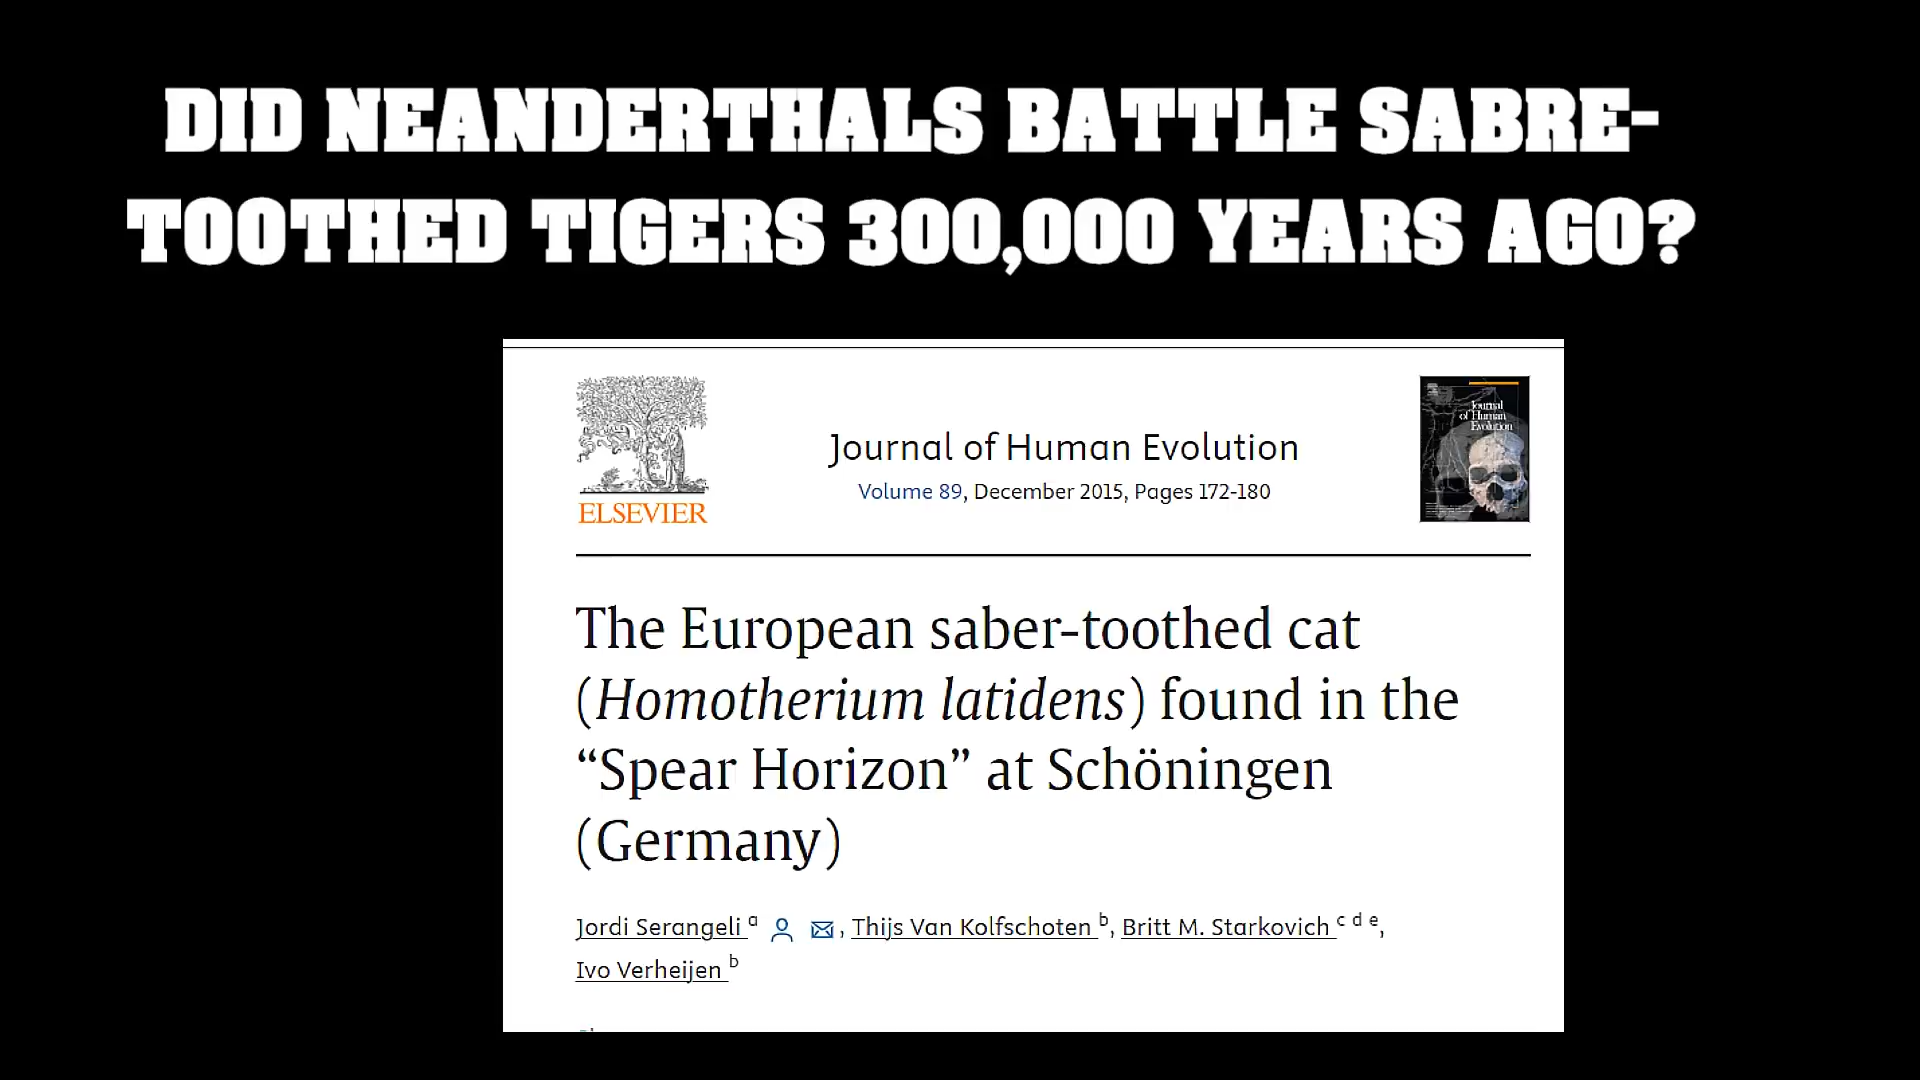 DID NEANDERTHALS BATTLE SABRE-
TOOTHED TIGERS 300,000 YEARS AGO?
ELSEVIER
Journal of Human Evolution
Volume 89, December 2015, Pages 172-180
Journal
of Human
Evolution
The European saber-toothed cat
(Homotherium latidens) found in the
“Spear Horizon” at Schöningen
(Germany)
Jordi Serangeli a, Thijs Van Kolfschoten b, Britt M. Starkovich c d e,
Ivo Verheijen b